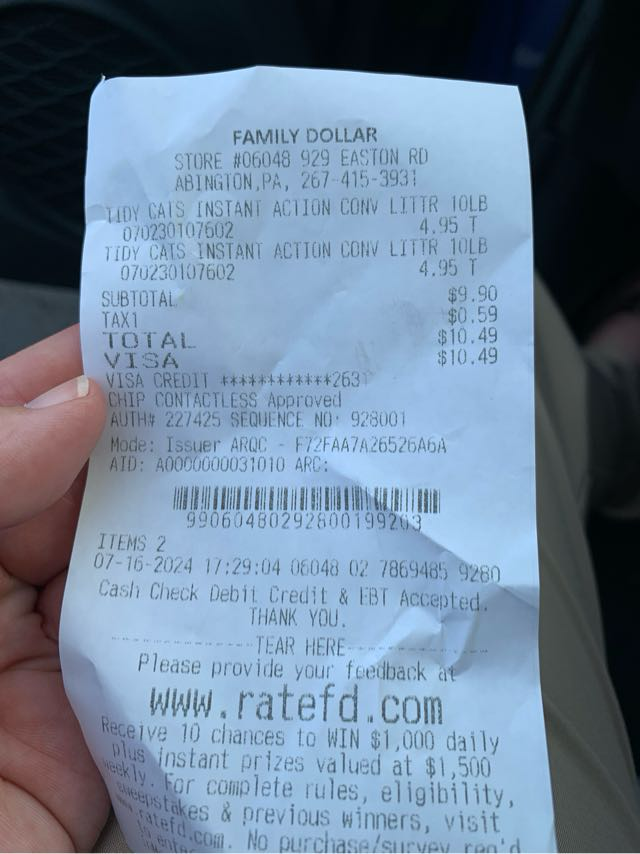 FAMILY DOLLAR
STORE #06048 929 EASTON RD
ABINGTON,PA, 267-415-3931
TIDY CATS INSTANT ACTION CONV LITTR 10LB
070230107602 4.95 T
TIDY CATS INSTANT ACTION CONV LITTR 10LB
070230107602 4.95 T
SUBTOTAL $9.90
TAX1 $0.59
TOTAL $10.49
VISA $10.49
VISA CREDIT ************2631
CHIP CONTACTLESS Approved
AUTH# 227425 SEQUENCE NO: 928001
Mode: Issuer ARQC - F72FAA7A26526A6A
AID: A0000000031010 ARC:
99060480292800199203
ITEMS 2
07-16-2024 17:29:04 06048 02 7869485 9280
Cash Check Debit Credit & EBT Accepted.
THANK YOU.
TEAR HERE
Please provide your feedback at
www.ratefd.com
Receive 10 chances to WIN $1,000 daily
plus instant prizes valued at $1,500
weekly. For complete rules, eligibility,
sweepstakes & previous winners, visit
www.ratefd.com. No purchase/survey req'd
to enter